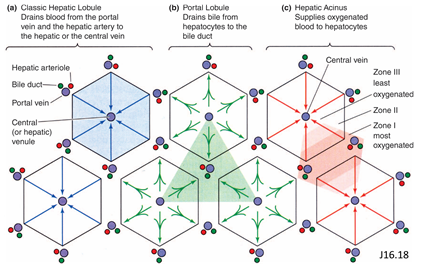 (a) Classic Hepatic Lobule
Drains blood from the portal
vein and the hepatic artery to
the hepatic or the central vein
(b) Portal Lobule
Drains bile from
hepatocytes to the
bile duct
(c) Hepatic Acinus
Supplies oxygenated
blood to hepatocytes
Hepatic arteriole
Bile duct
Portal vein
Central
(or hepatic)
venule
Central vein
Zone III
least
oxygenated
Zone II
Zone I
most
oxygenated
J16.18